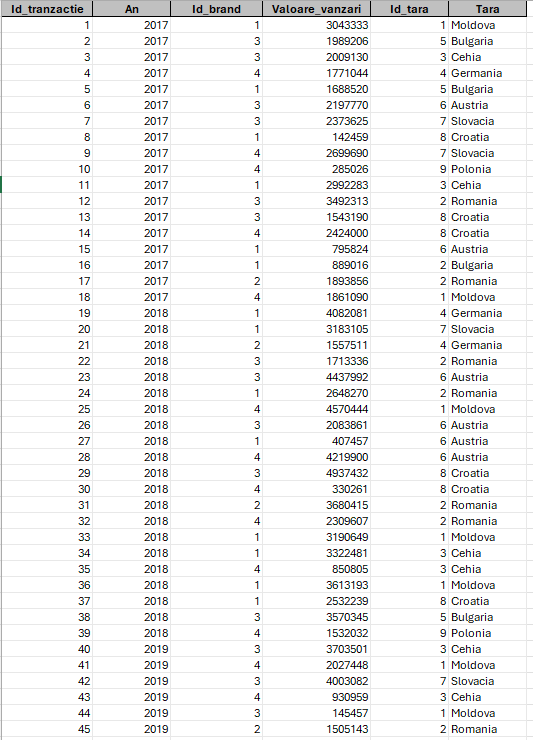 Id_tranzactie An Id_brand Valoare_vanzari Id_tara Tara
1 2017 1 3043333 1 Moldova
2 2017 3 1989206 5 Bulgaria
3 2017 3 2009130 3 Cehia
4 2017 4 1771044 4 Germania
5 2017 1 1688520 5 Bulgaria
6 2017 3 2197770 6 Austria
7 2017 3 2373625 7 Slovacia
8 2017 1 142459 8 Croatia
9 2017 4 2699690 7 Slovacia
10 2017 4 285026 9 Polonia
11 2017 1 2992283 3 Cehia
12 2017 3 3492313 2 Romania
13 2017 3 1543190 8 Croatia
14 2017 4 2424000 8 Croatia
15 2017 1 795824 6 Austria
16 2017 1 889016 2 Bulgaria
17 2017 2 1893856 2 Romania
18 2017 4 1861090 1 Moldova
19 2018 1 4082081 4 Germania
20 2018 1 3183105 7 Slovacia
21 2018 2 1557511 4 Germania
22 2018 3 1713336 2 Romania
23 2018 3 4437992 6 Austria
24 2018 1 2648270 2 Romania
25 2018 4 4570444 1 Moldova
26 2018 3 2083861 6 Austria
27 2018 1 407457 6 Austria
28 2018 4 4219900 6 Austria
29 2018 3 4937432 8 Croatia
30 2018 4 330261 8 Croatia
31 2018 2 3680415 2 Romania
32 2018 4 2309607 2 Romania
33 2018 1 3190649 1 Moldova
34 2018 1 3322481 3 Cehia
35 2018 4 850805 3 Cehia
36 2018 1 3613193 1 Moldova
37 2018 1 2532239 8 Croatia
38 2018 3 3570345 5 Bulgaria
39 2018 4 1532032 9 Polonia
40 2019 3 3703501 3 Cehia
41 2019 4 2027448 1 Moldova
42 2019 3 4003082 7 Slovacia
43 2019 4 930959 3 Cehia
44 2019 3 145457 1 Moldova
45 2019 2 1505143 2 Romania